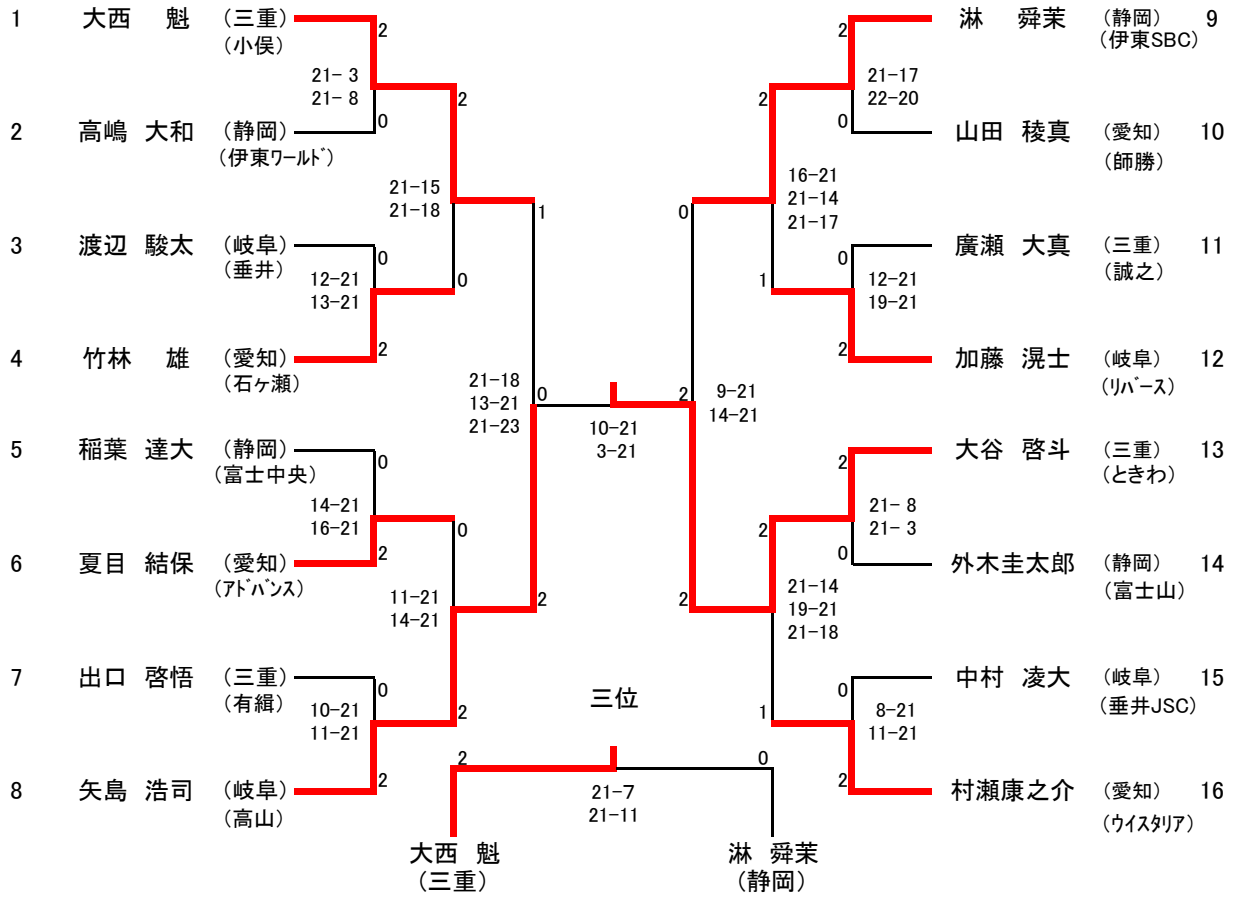 1 大西 魁 (三重)
(小俣)
2
21- 3
21- 8
2
0
2 高嶋 大和 (静岡)
(伊東ワールド)
21-15
21-18
1
3 渡辺 駿太 (岐阜)
(垂井)
0
12-21
13-21
0
4 竹林 雄 (愛知)
(石ヶ瀬)
2
21-18
13-21
21-23
0
5 稲葉 達大 (静岡)
(富士中央)
0
14-21
16-21
0
6 夏目 結保 (愛知)
(アドバンス)
2
11-21
14-21
2
7 出口 啓悟 (三重)
(有緝)
0
10-21
11-21
2
8 矢島 浩司 (岐阜)
(高山)
2
10-21
3-21
2
淋 舜茉 (静岡) 9
(伊東SBC)
2
21-17
22-20
2
0
山田 稜真 (愛知) 10
(師勝)
16-21
21-14
21-17
0
廣瀬 大真 (三重) 11
(誠之)
0
12-21
19-21
1
加藤 滉士 (岐阜) 12
(リバース)
2
9-21
14-21
大谷 啓斗 (三重) 13
(ときわ)
2
21- 8
21- 3
2
0
外木圭太郎 (静岡) 14
(富士山)
21-14
19-21
21-18
2
中村 凌大 (岐阜) 15
(垂井JSC)
0
8-21
11-21
1
村瀬康之介 (愛知) 16
(ウイスタリア)
2
三位
2
0
21-7
21-11
大西 魁
(三重)
淋 舜茉
(静岡)